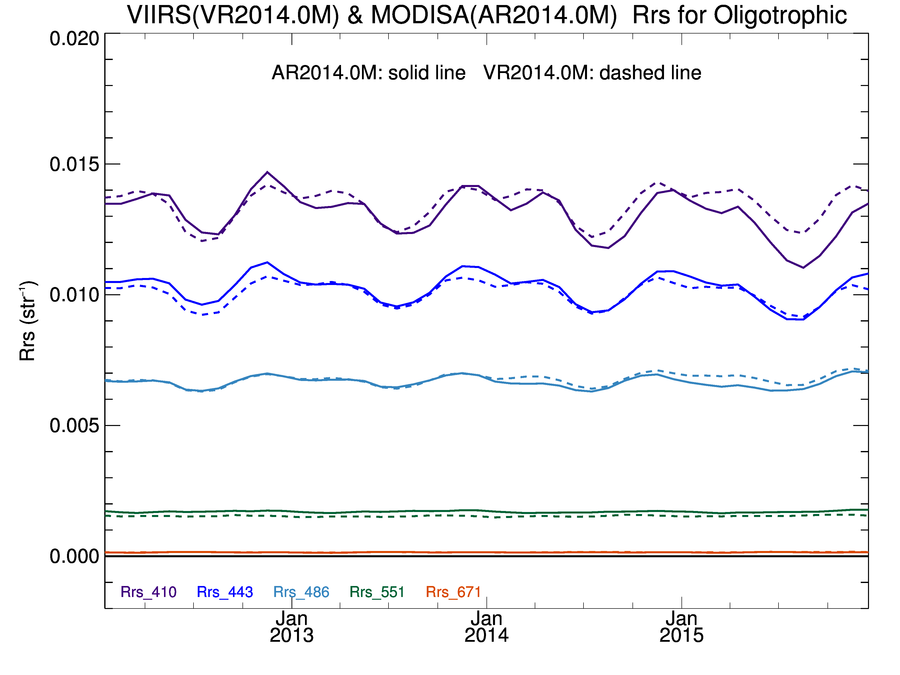 VIIRS(VR2014.0M) & MODISA(AR2014.0M) Rrs for Oligotrophic
AR2014.0M: solid line VR2014.0M: dashed line
0.020
0.015
0.010
0.005
0.000
Rrs (str⁻¹)
Rrs_410 Rrs_443 Rrs_486 Rrs_551 Rrs_671
Jan Jan Jan
2013 2014 2015